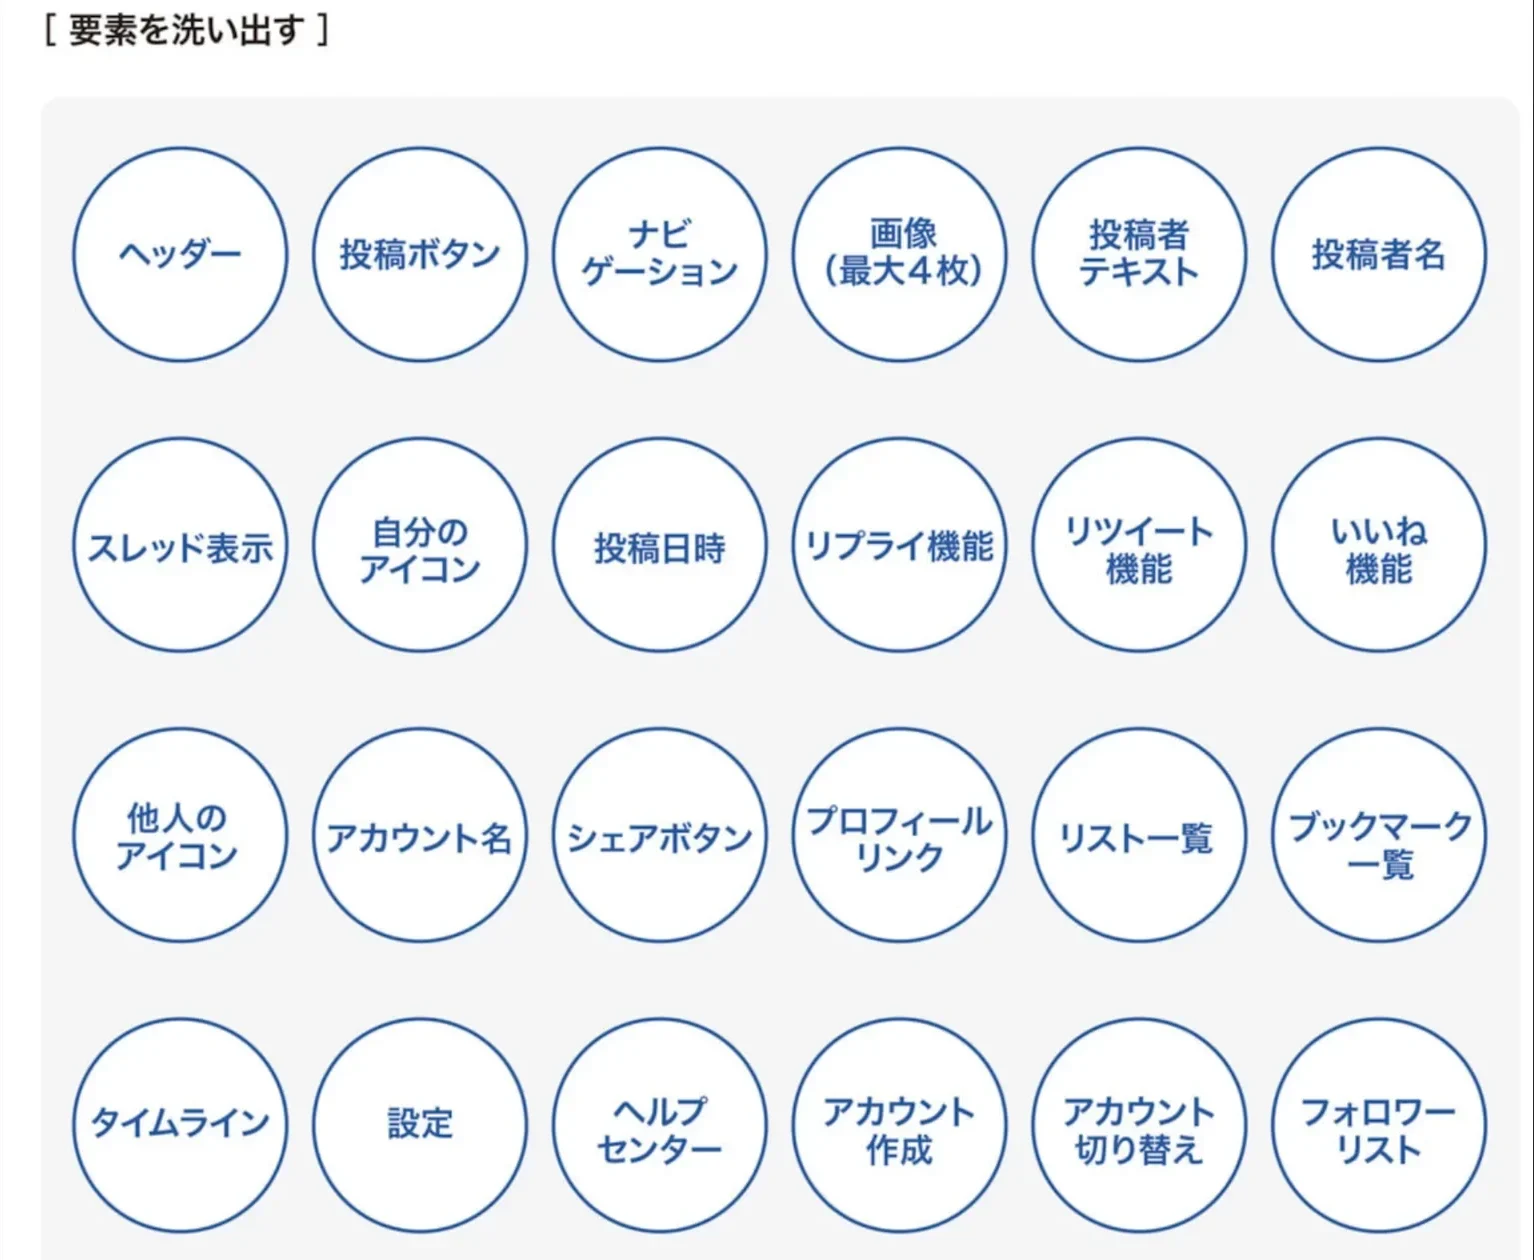 [ 要素を洗い出す ]
ヘッダー
投稿ボタン
ナビ
ゲーション
画像
（最大４枚）
投稿者
テキスト
投稿者名
スレッド表示
自分の
アイコン
投稿日時
リプライ機能
リツイート
機能
いいね
機能
他人の
アイコン
アカウント名
シェアボタン
プロフィール
リンク
リスト一覧
ブックマーク
一覧
タイムライン
設定
ヘルプ
センター
アカウント
作成
アカウント
切り替え
フォロワー
リスト